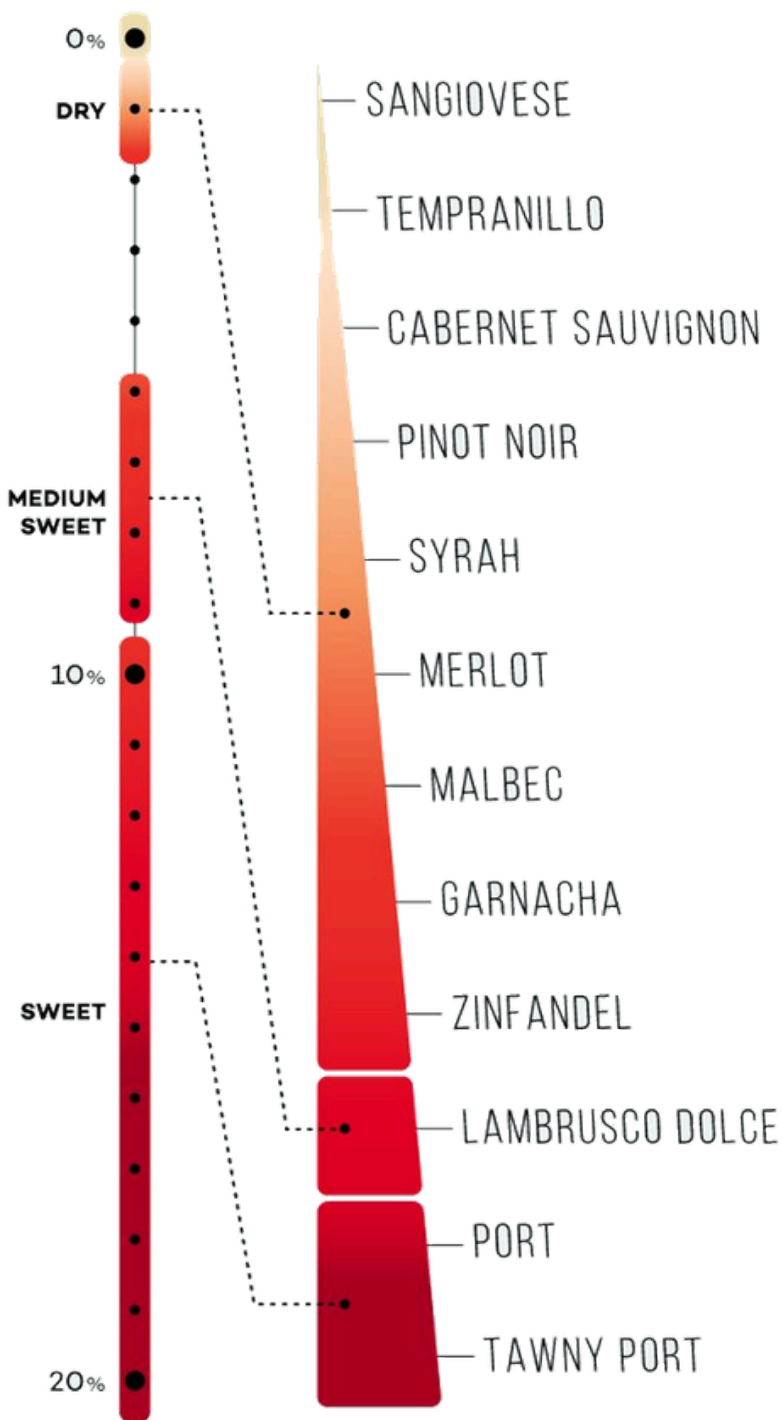 0%
DRY
MEDIUM
SWEET
10%
SWEET
20%
SANGIOVESE
TEMPRANILLO
CABERNET SAUVIGNON
PINOT NOIR
SYRAH
MERLOT
MALBEC
GARNACHA
ZINFANDEL
LAMBRUSCO DOLCE
PORT
TAWNY PORT